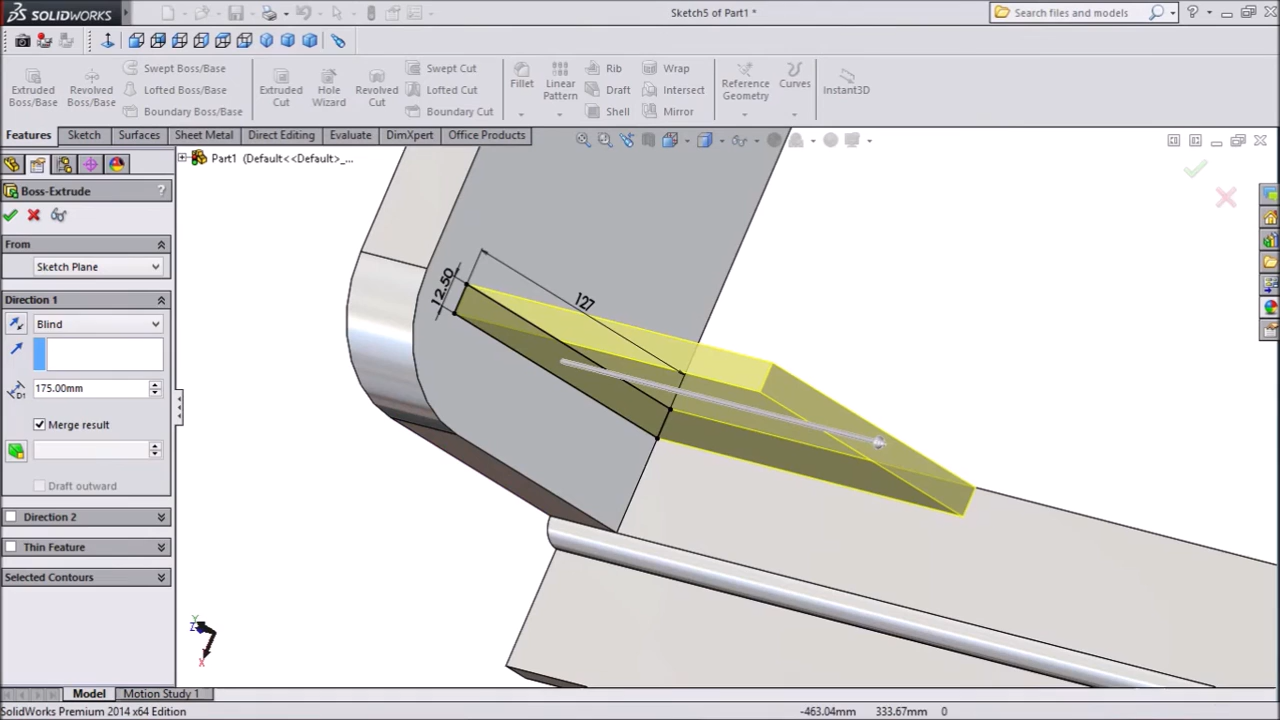 SOLIDWORKS
Sketch5 of Part1 *
Search files and models
Extruded Boss/Base
Revolved Boss/Base
Swept Boss/Base
Lofted Boss/Base
Boundary Boss/Base
Extruded Cut
Hole Wizard
Revolved Cut
Swept Cut
Lofted Cut
Boundary Cut
Fillet
Linear Pattern
Rib
Draft
Shell
Wrap
Intersect
Mirror
Reference Geometry
Curves
Instant3D
Features
Sketch
Surfaces
Sheet Metal
Direct Editing
Evaluate
DimXpert
Office Products
Part1 (Default<<Default>_...
Boss-Extrude
?
From
Sketch Plane
Direction 1
Blind
D1
175.00mm
Merge result
Draft outward
Direction 2
Thin Feature
Selected Contours
12.50
127
Y
Z
X
Model
Motion Study 1
SolidWorks Premium 2014 x64 Edition
-463.04mm
333.67mm
0